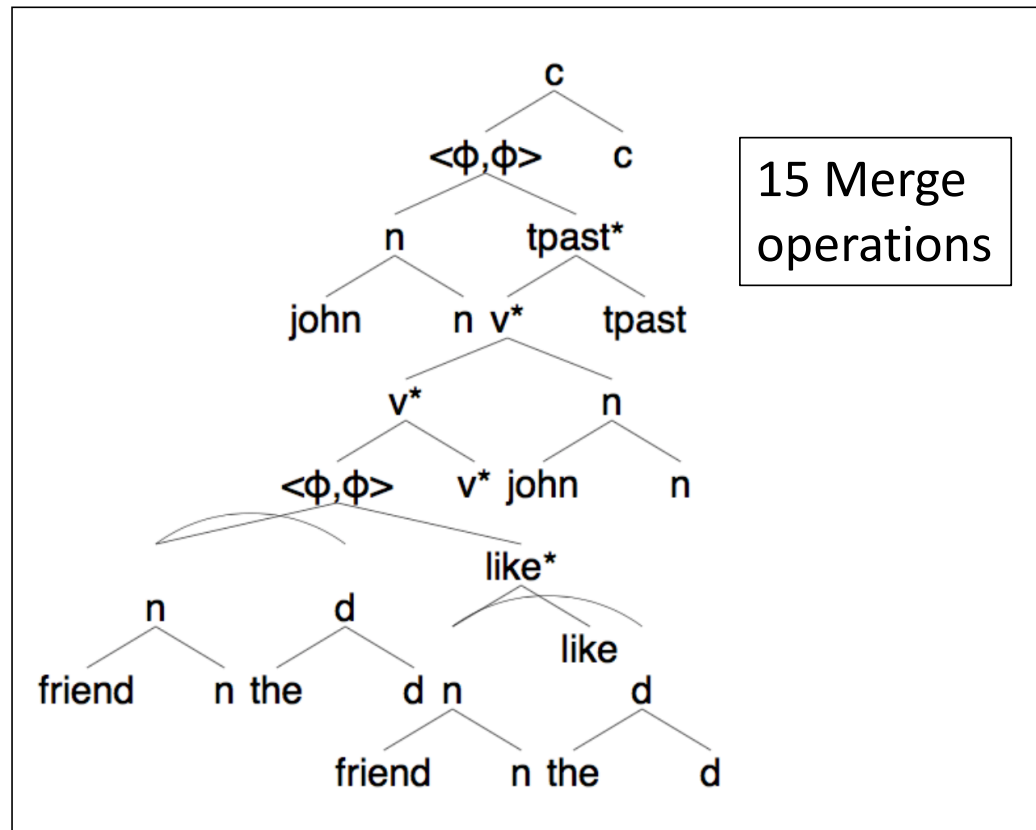 c
<ϕ,ϕ> c
15 Merge
operations
n tpast*
john n v* tpast
v* n
<ϕ,ϕ> v* john n
like*
n d
like
friend n the d n d
friend n the d